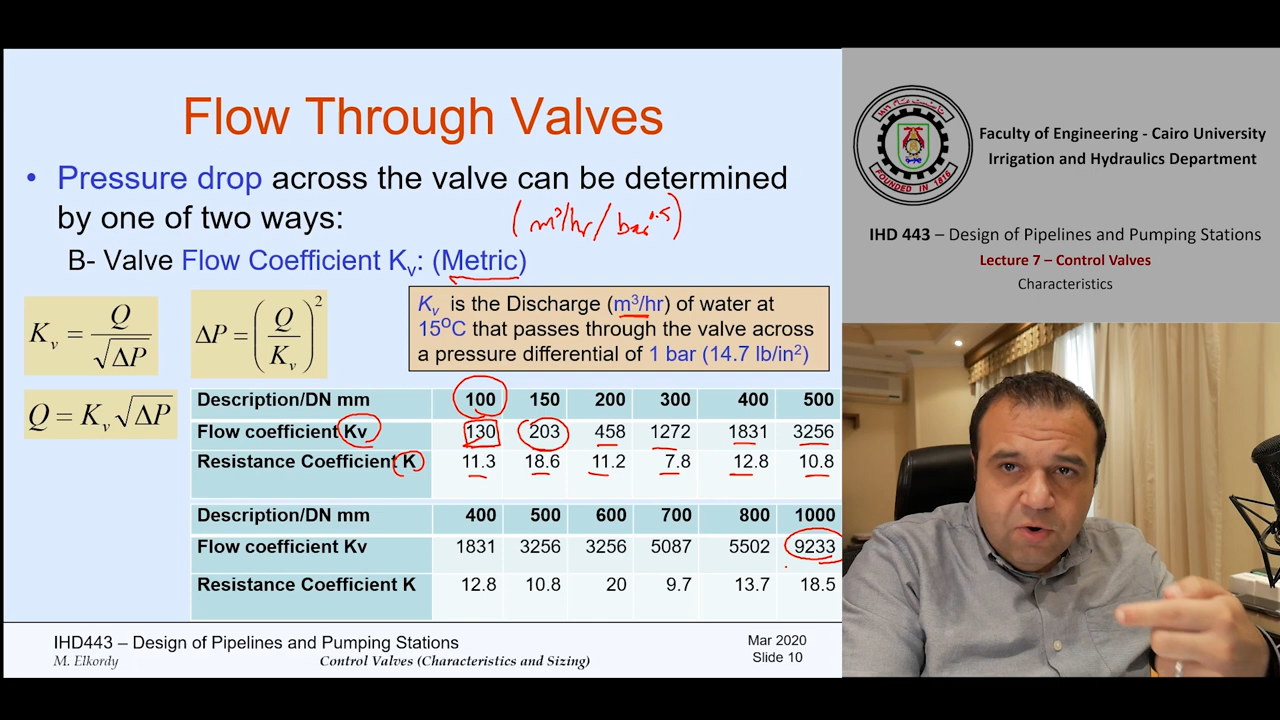 Flow Through Valves
• Pressure drop across the valve can be determined
by one of two ways:
(m³/hr/bar^0.5)
B- Valve Flow Coefficient Kv: (Metric)
Kv = Q / √ΔP
ΔP = (Q / Kv)²
Q = Kv √ΔP
Kv is the Discharge (m³/hr) of water at
15°C that passes through the valve across
a pressure differential of 1 bar (14.7 lb/in²)
Description/DN mm 100 150 200 300 400 500
Flow coefficient Kv 130 203 458 1272 1831 3256
Resistance Coefficient K 11.3 18.6 11.2 7.8 12.8 10.8
Description/DN mm 400 500 600 700 800 1000
Flow coefficient Kv 1831 3256 3256 5087 5502 9233
Resistance Coefficient K 12.8 10.8 20 9.7 13.7 18.5
IHD443 – Design of Pipelines and Pumping Stations
M. Elkordy
Control Valves (Characteristics and Sizing)
Mar 2020
Slide 10
FOUNDED IN 1816
Faculty of Engineering - Cairo University
Irrigation and Hydraulics Department
IHD 443 – Design of Pipelines and Pumping Stations
Lecture 7 – Control Valves
Characteristics